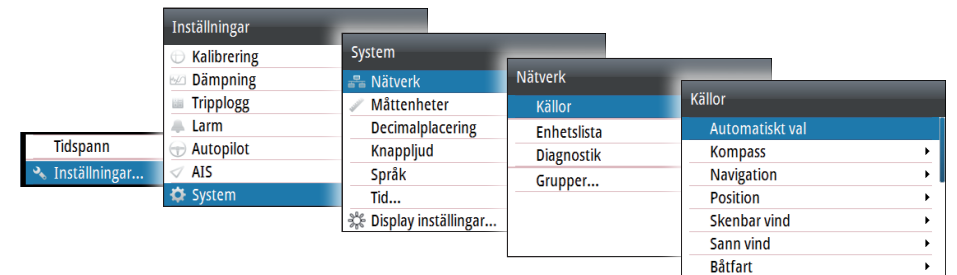 Tidspann
Inställningar...
Inställningar
Kalibrering
Dämpning
Tripplogg
Larm
Autopilot
AIS
System
System
Nätverk
Måttenheter
Decimalplacering
Knappljud
Språk
Tid...
Display inställingar...
Nätverk
Källor
Enhetslista
Diagnostik
Grupper...
Källor
Automatiskt val
Kompass
Navigation
Position
Skenbar vind
Sann vind
Båtfart